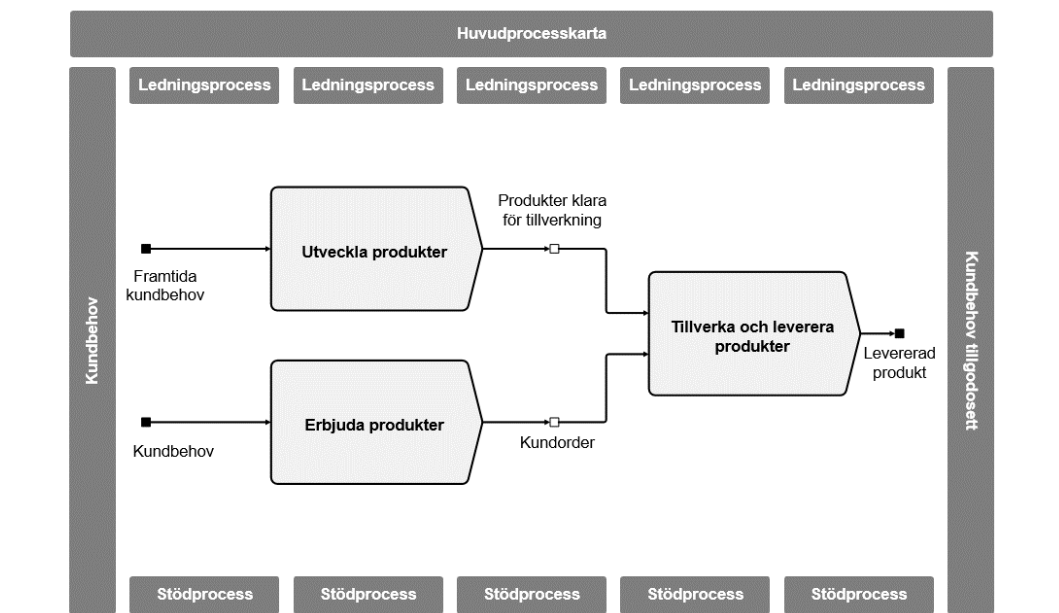 Huvudprocesskarta
Ledningsprocess
Ledningsprocess
Ledningsprocess
Ledningsprocess
Ledningsprocess
Kundbehov
Framtida
kundbehov
Utveckla produkter
Produkter klara
för tillverkning
Kundbehov
Erbjuda produkter
Kundorder
Tillverka och leverera
produkter
Levererad
produkt
Kundbehov tillgodosett
Stödprocess
Stödprocess
Stödprocess
Stödprocess
Stödprocess